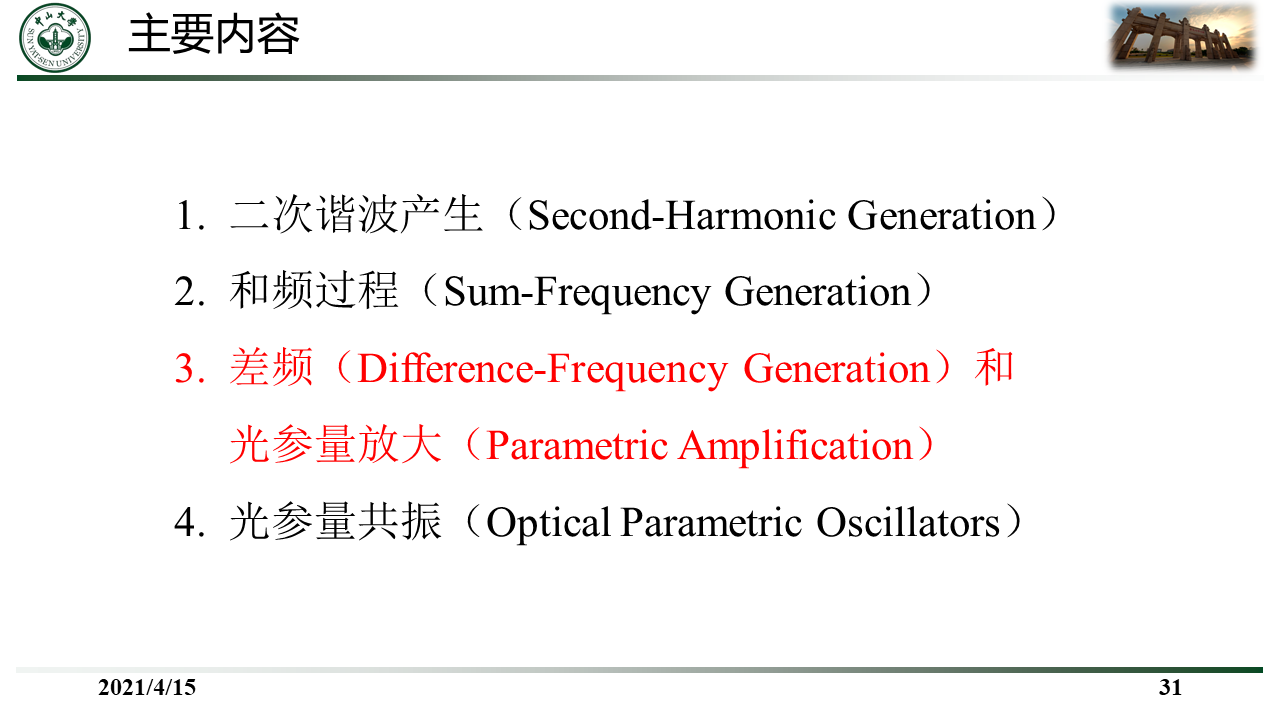 中山大学
SUN YAT-SEN UNIVERSITY
主要内容
1. 二次谐波产生（Second-Harmonic Generation）
2. 和频过程（Sum-Frequency Generation）
3. 差频（Difference-Frequency Generation）和
光参量放大（Parametric Amplification）
4. 光参量共振（Optical Parametric Oscillators）
2021/4/15
31